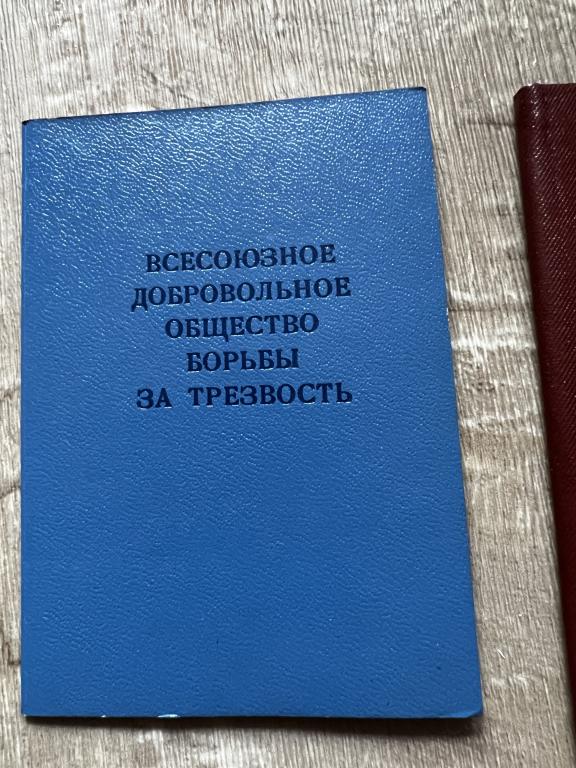 ВСЕСОЮЗНОЕ
ДОБРОВОЛЬНОЕ
ОБЩЕСТВО
БОРЬБЫ
ЗА ТРЕЗВОСТЬ